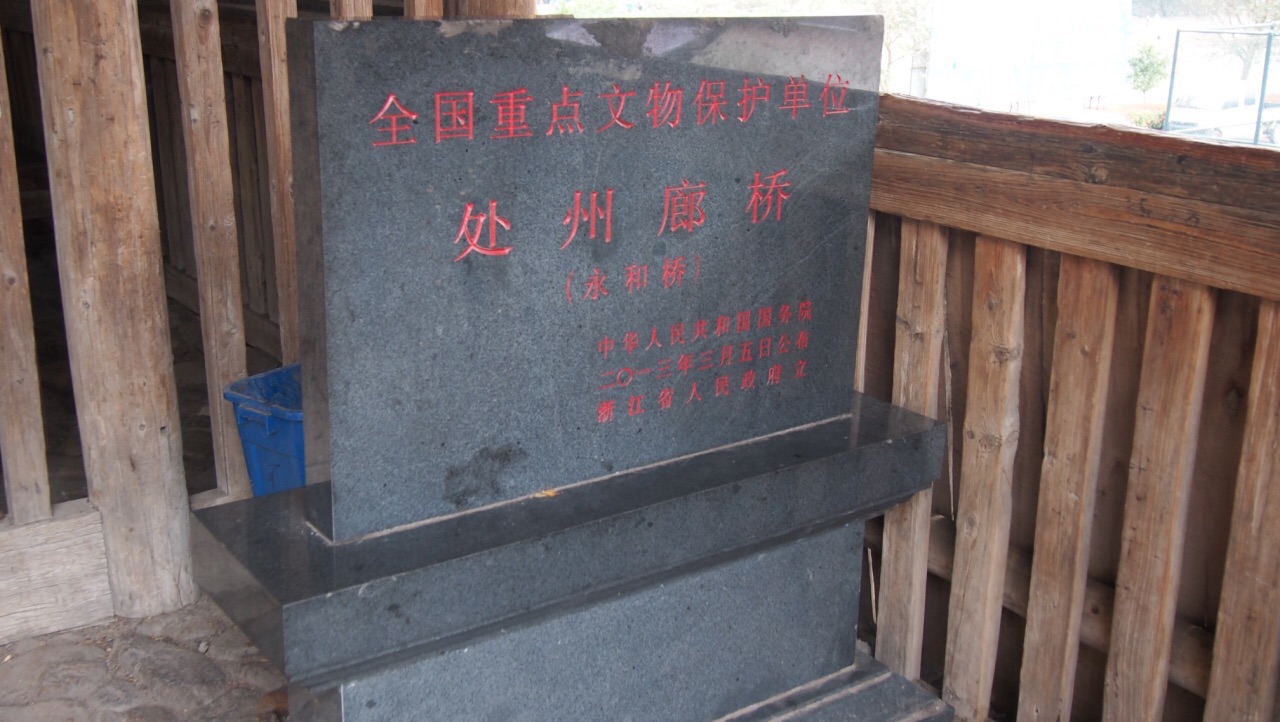 全国重点文物保护单位
处州廊桥
（永和桥）
中华人民共和国国务院
二〇一三年三月五日公布
浙江省人民政府立